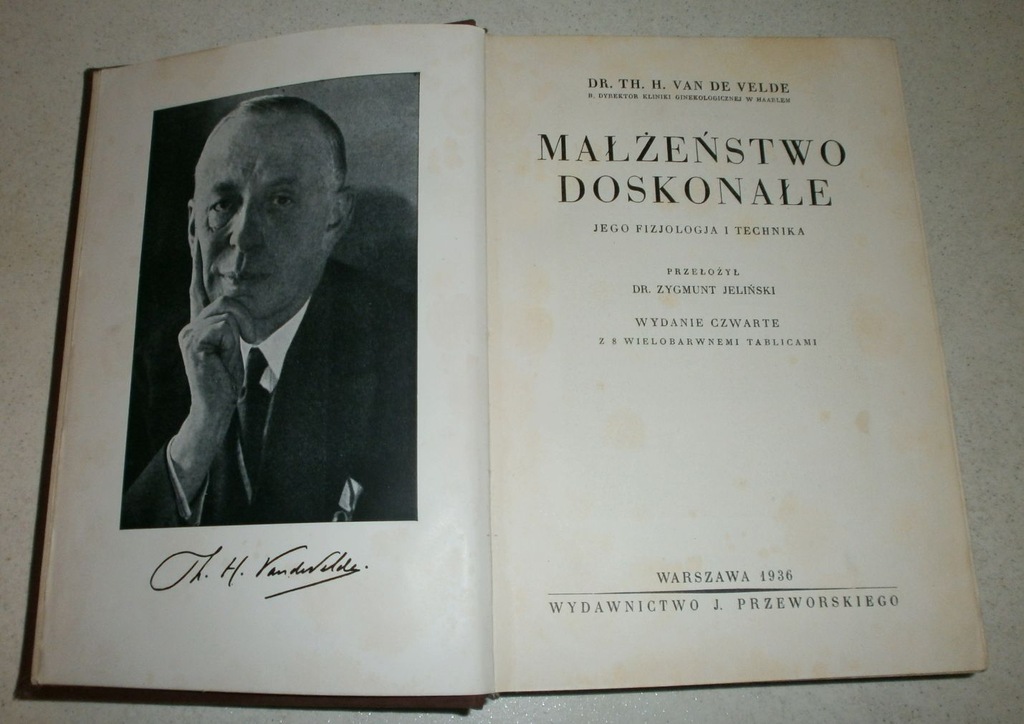 Th. H. Van de Velde.
DR. TH. H. VAN DE VELDE
B. DYREKTOR KLINIKI GINEKOLOGICZNEJ W HAARLEM
MAŁŻEŃSTWO
DOSKONAŁE
JEGO FIZJOLOGJA I TECHNIKA
PRZEŁOŻYŁ
DR. ZYGMUNT JELIŃSKI
WYDANIE CZWARTE
Z 8 WIELOBARWNEMI TABLICAMI
WARSZAWA 1936
WYDAWNICTWO J. PRZEWORSKIEGO